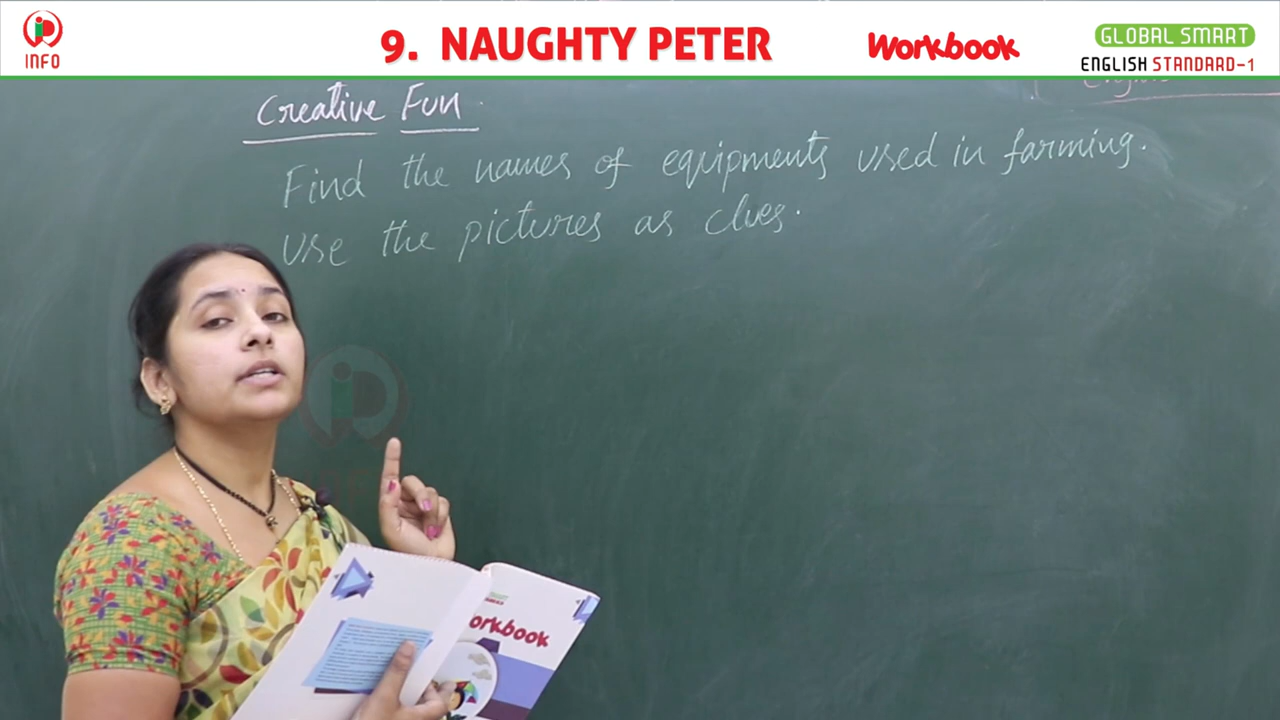 INFO
9. NAUGHTY PETER
Workbook
GLOBAL SMART
ENGLISH STANDARD-1
Creative Fun.
Find the names of equipments used in farming.
Use the pictures as clues.
Workbook